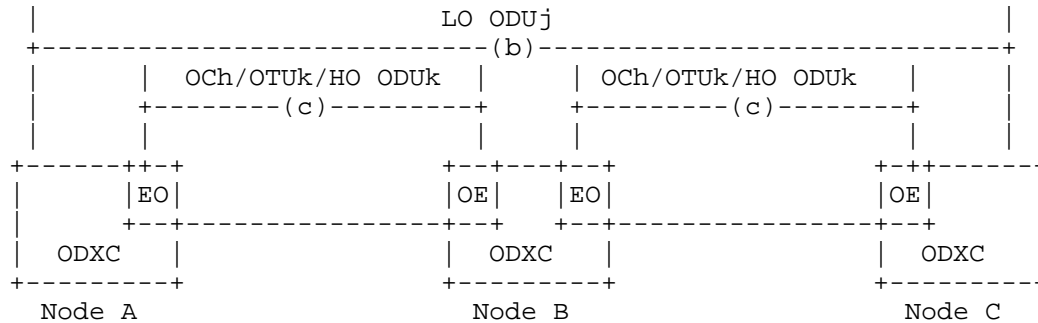 LO ODUj
(b)
OCh/OTUk/HO ODUk OCh/OTUk/HO ODUk
(c) (c)
EO OE EO OE
ODXC ODXC ODXC
Node A Node B Node C